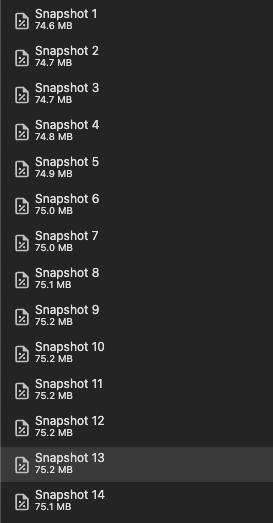 Snapshot 1
74.6 MB
Snapshot 2
74.7 MB
Snapshot 3
74.7 MB
Snapshot 4
74.8 MB
Snapshot 5
74.9 MB
Snapshot 6
75.0 MB
Snapshot 7
75.0 MB
Snapshot 8
75.1 MB
Snapshot 9
75.2 MB
Snapshot 10
75.2 MB
Snapshot 11
75.2 MB
Snapshot 12
75.2 MB
Snapshot 13
75.2 MB
Snapshot 14
75.1 MB